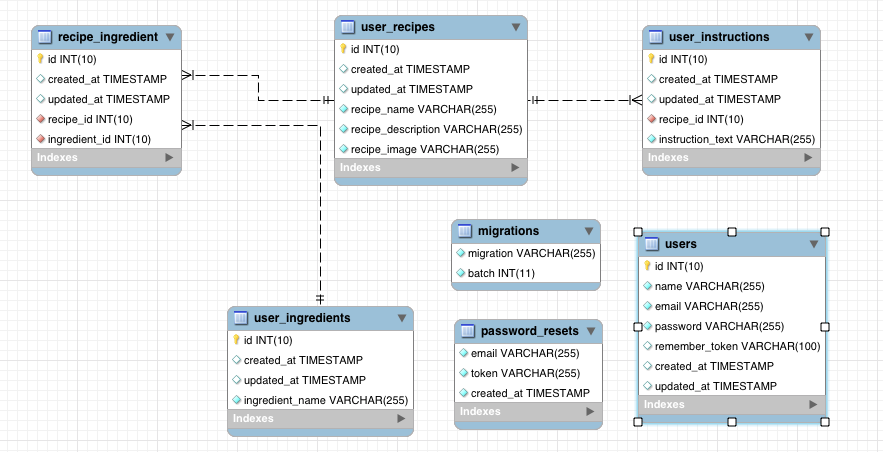 recipe_ingredient
id INT(10)
created_at TIMESTAMP
updated_at TIMESTAMP
recipe_id INT(10)
ingredient_id INT(10)
Indexes
user_recipes
id INT(10)
created_at TIMESTAMP
updated_at TIMESTAMP
recipe_name VARCHAR(255)
recipe_description VARCHAR(255)
recipe_image VARCHAR(255)
Indexes
user_instructions
id INT(10)
created_at TIMESTAMP
updated_at TIMESTAMP
recipe_id INT(10)
instruction_text VARCHAR(255)
Indexes
migrations
migration VARCHAR(255)
batch INT(11)
users
id INT(10)
name VARCHAR(255)
email VARCHAR(255)
password VARCHAR(255)
remember_token VARCHAR(100)
created_at TIMESTAMP
updated_at TIMESTAMP
Indexes
user_ingredients
id INT(10)
created_at TIMESTAMP
updated_at TIMESTAMP
ingredient_name VARCHAR(255)
Indexes
password_resets
email VARCHAR(255)
token VARCHAR(255)
created_at TIMESTAMP
Indexes